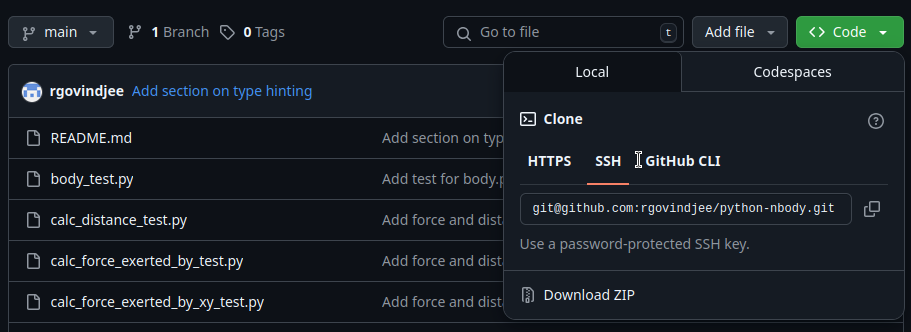 main 1 Branch 0 Tags Go to file t Add file Code
Local Codespaces
rgovindjee Add section on type hinting
Clone
HTTPS SSH GitHub CLI
git@github.com:rgovindjee/python-nbody.git
Use a password-protected SSH key.
Download ZIP
README.md Add section on typ
body_test.py Add test for body.p
calc_distance_test.py Add force and dist
calc_force_exerted_by_test.py Add force and dist
calc_force_exerted_by_xy_test.py Add force and dist